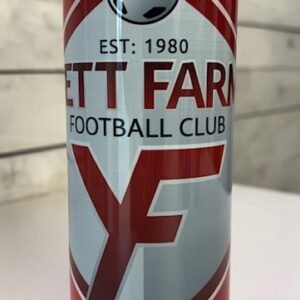 EST: 1980
ETT FARM
FOOTBALL CLUB
YF